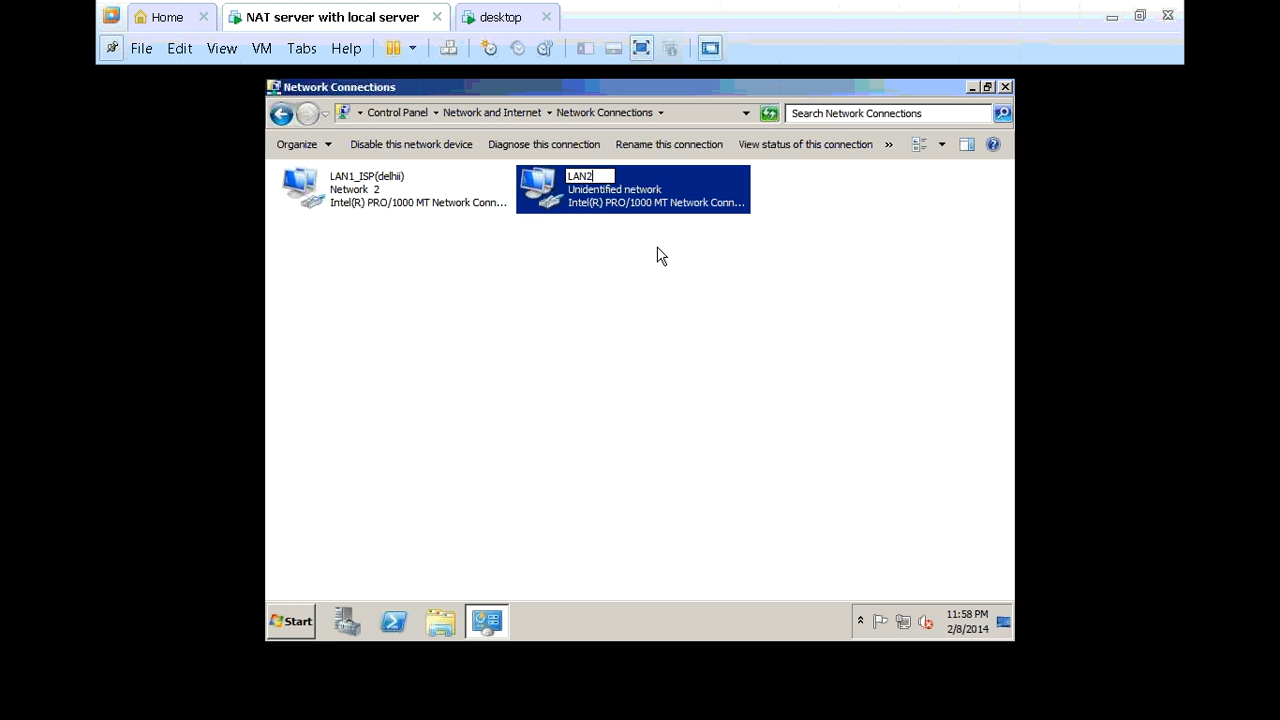 Home
NAT server with local server
desktop
File Edit View VM Tabs Help
Network Connections
Control Panel Network and Internet Network Connections
Search Network Connections
Organize Disable this network device Diagnose this connection Rename this connection View status of this connection »
LAN1_ISP(delhii)
Network 2
Intel(R) PRO/1000 MT Network Conn...
LAN2
Unidentified network
Intel(R) PRO/1000 MT Network Conn...
Start
11:58 PM
2/8/2014